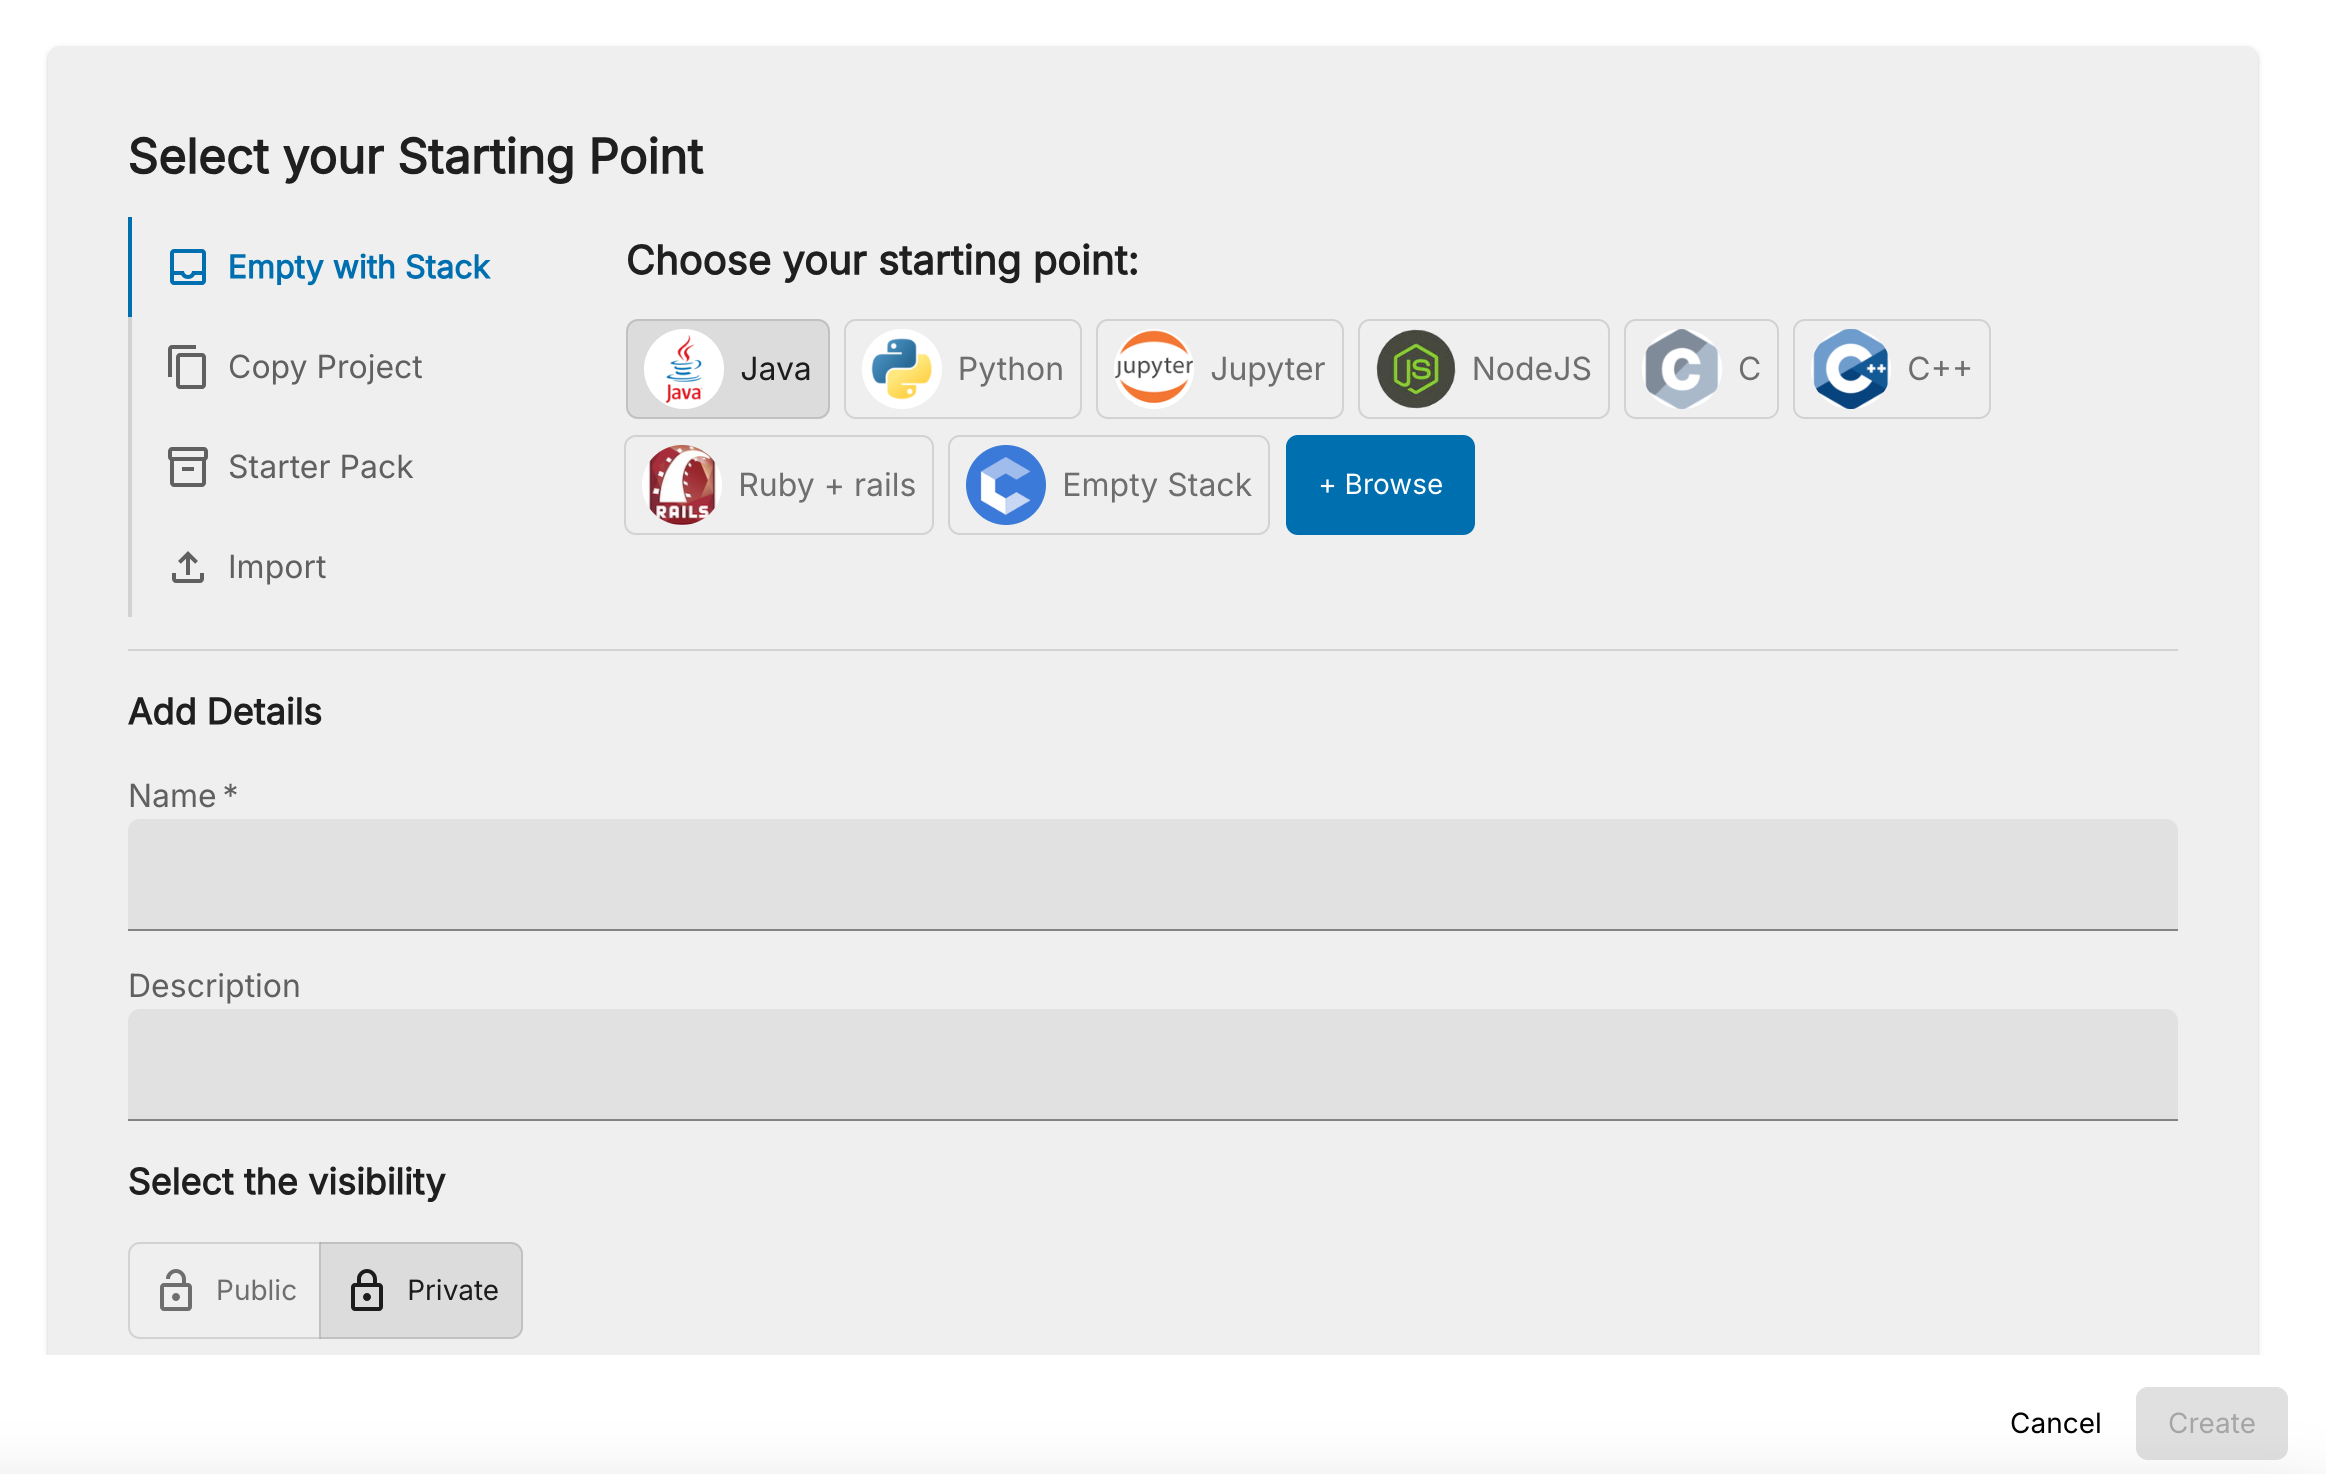 Select your Starting Point
Empty with Stack
Copy Project
Starter Pack
Import
Choose your starting point:
Java Java
Python
Jupyter Jupyter
JS NodeJS
C C
C++ C++
RAILS Ruby + rails
Empty Stack
+ Browse
Add Details
Name *
Description
Select the visibility
Public
Private
Cancel
Create